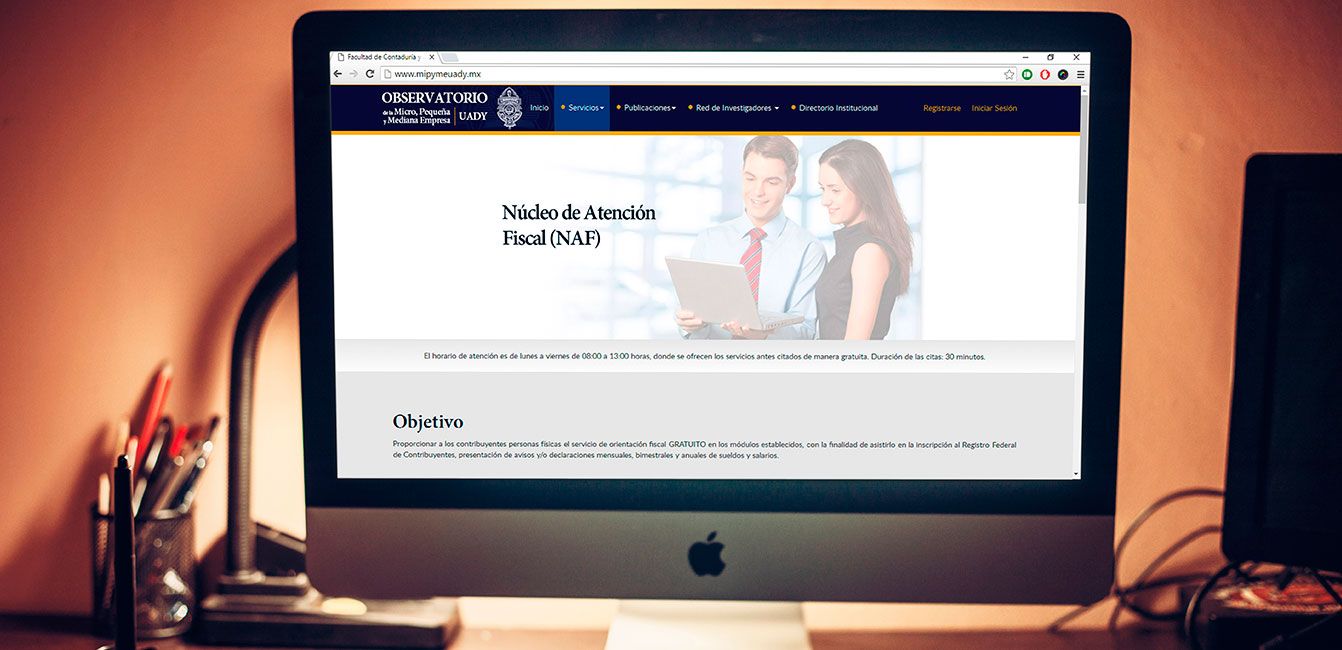 Facultad de Contaduría y
www.mipymeuady.mx
OBSERVATORIO
de la Micro, Pequeña
y Mediana Empresa
UADY
Inicio
Servicios
Publicaciones
Red de Investigadores
Directorio Institucional
Registrarse
Iniciar Sesión
Núcleo de Atención
Fiscal (NAF)
El horario de atención es de lunes a viernes de 08:00 a 13:00 horas, donde se ofrecen los servicios antes citados de manera gratuita. Duración de las citas: 30 minutos.
Objetivo
Proporcionar a los contribuyentes personas físicas el servicio de orientación fiscal GRATUITO en los módulos establecidos, con la finalidad de asistirlo en la inscripción al Registro Federal
de Contribuyentes, presentación de avisos y/o declaraciones mensuales, bimestrales y anuales de sueldos y salarios.